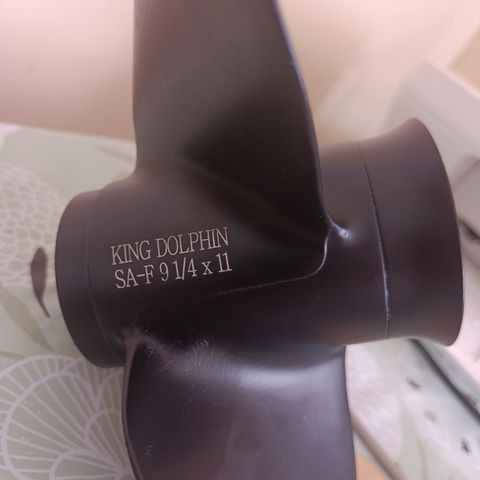 KING DOLPHIN
SA-F 9 1/4 x 11